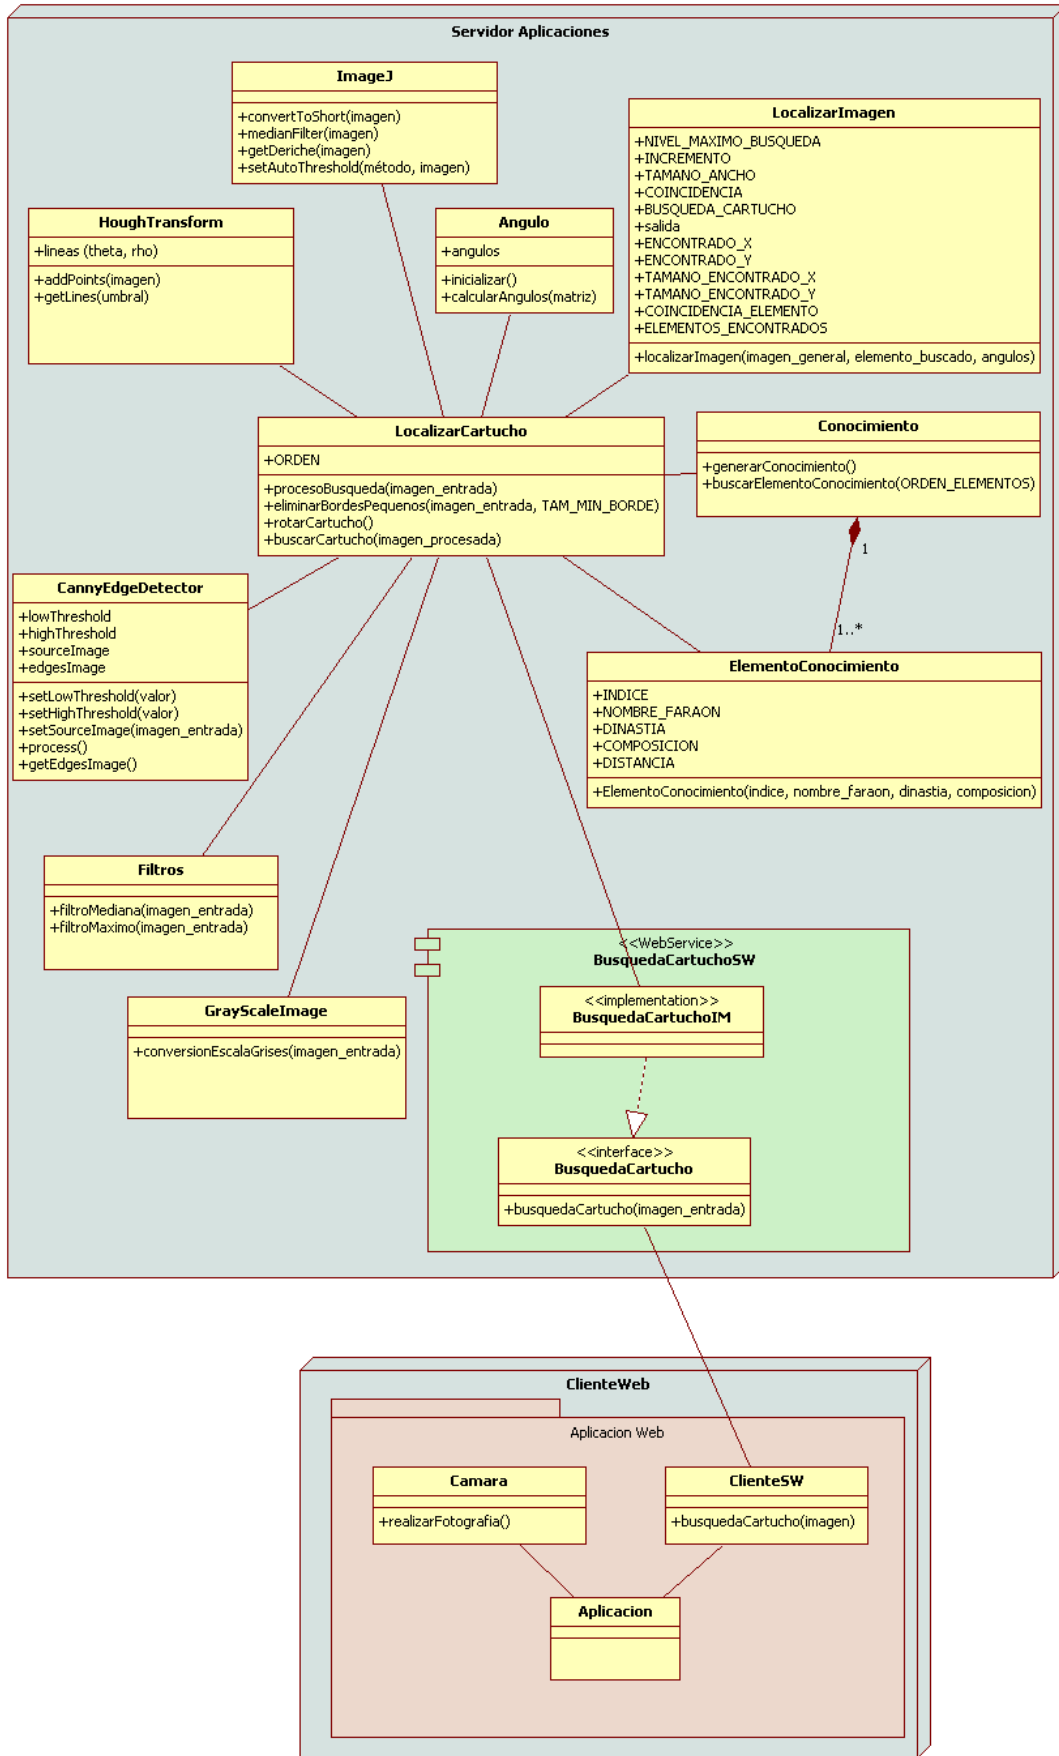 Servidor Aplicaciones
ImageJ
+convertToShort(imagen)
+medianFilter(imagen)
+getDeriche(imagen)
+setAutoThreshold(método, imagen)
LocalizarImagen
+NIVEL_MAXIMO_BUSQUEDA
+INCREMENTO
+TAMANO_ANCHO
+COINCIDENCIA
+BUSQUEDA_CARTUCHO
+salida
+ENCONTRADO_X
+ENCONTRADO_Y
+TAMANO_ENCONTRADO_X
+TAMANO_ENCONTRADO_Y
+COINCIDENCIA_ELEMENTO
+ELEMENTOS_ENCONTRADOS
+localizarImagen(imagen_general, elemento_buscado, angulos)
HoughTransform
+lineas (theta, rho)
+addPoints(imagen)
+getLines(umbral)
Angulo
+angulos
+inicializar()
+calcularAngulos(matriz)
LocalizarCartucho
+ORDEN
+procesoBusqueda(imagen_entrada)
+eliminarBordesPequenos(imagen_entrada, TAM_MIN_BORDE)
+rotarCartucho()
+buscarCartucho(imagen_procesada)
Conocimiento
+generarConocimiento()
+buscarElementoConocimiento(ORDEN_ELEMENTOS)
1
1..*
CannyEdgeDetector
+lowThreshold
+highThreshold
+sourceImage
+edgesImage
+setLowThreshold(valor)
+setHighThreshold(valor)
+setSourceImage(imagen_entrada)
+process()
+getEdgesImage()
ElementoConocimiento
+INDICE
+NOMBRE_FARAON
+DINASTIA
+COMPOSICION
+DISTANCIA
+ElementoConocimiento(indice, nombre_faraon, dinastia, composicion)
Filtros
+filtroMediana(imagen_entrada)
+filtroMaximo(imagen_entrada)
GrayScaleImage
+conversionEscalaGrises(imagen_entrada)
<<WebService>>
BusquedaCartuchoSW
<<implementation>>
BusquedaCartuchoIM
<<interface>>
BusquedaCartucho
+busquedaCartucho(imagen_entrada)
ClienteWeb
Aplicacion Web
Camara
+realizarFotografia()
ClienteSW
+busquedaCartucho(imagen)
Aplicacion